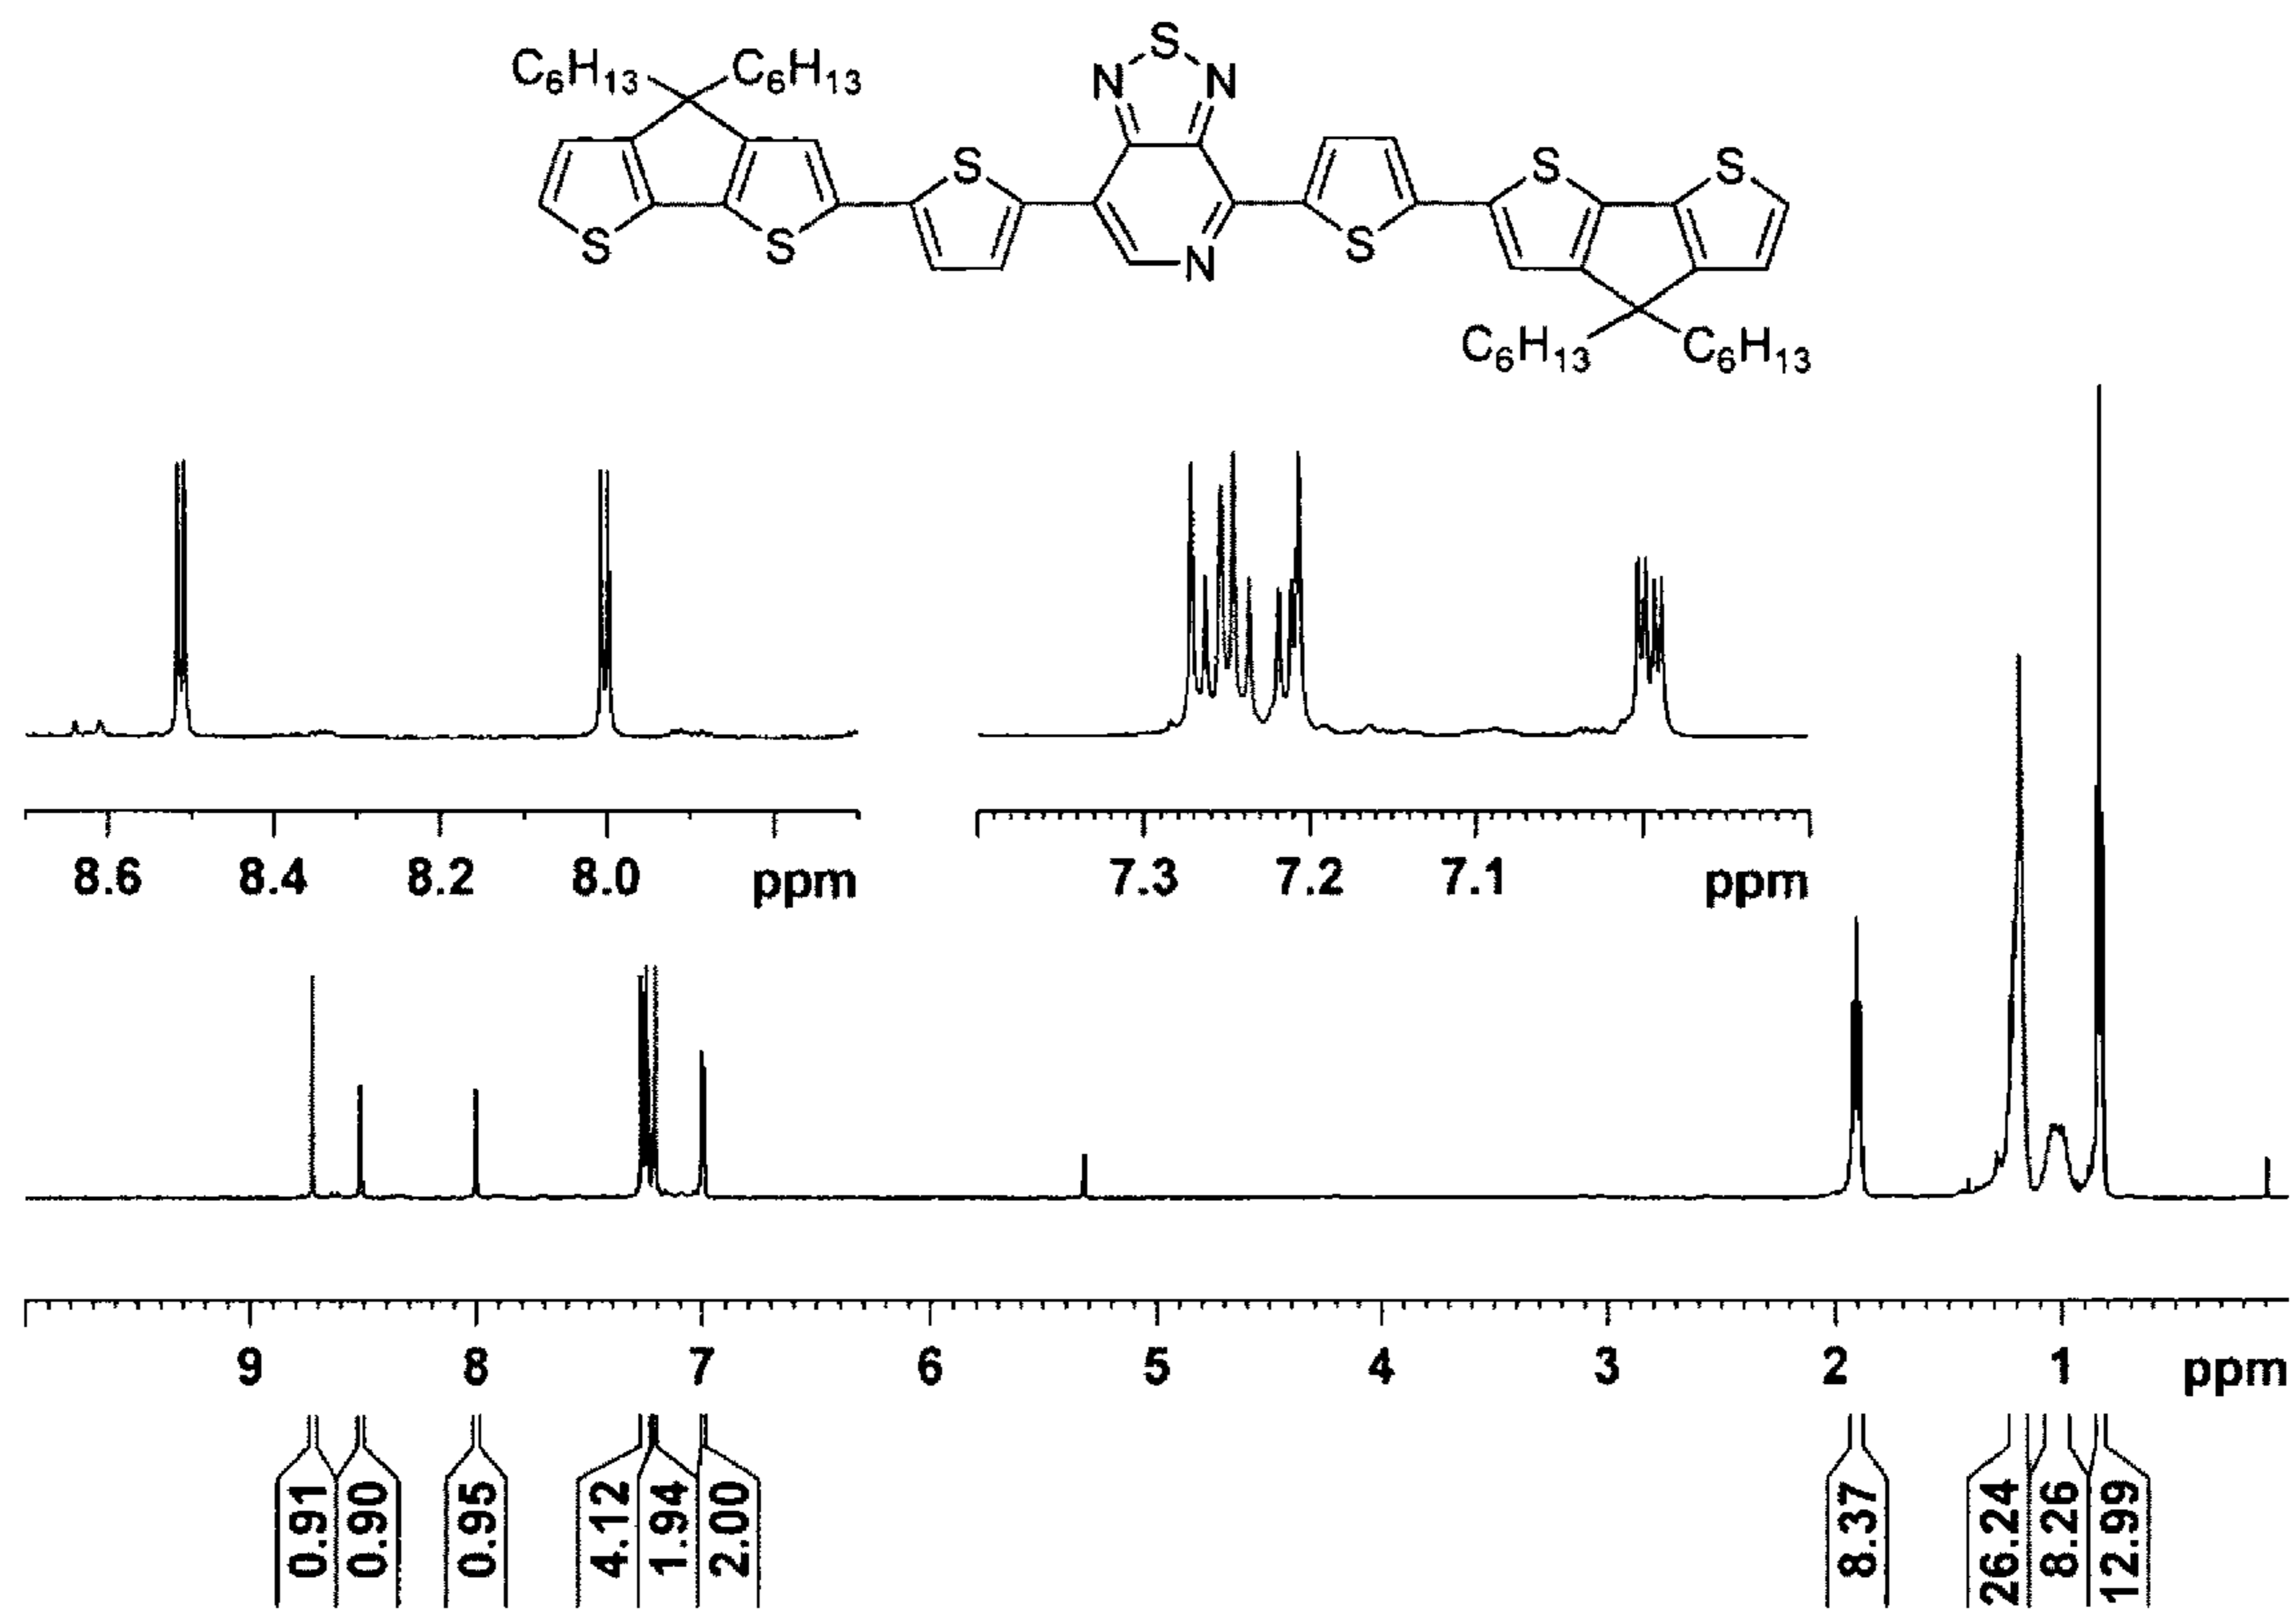 S
C6H13 C6H13 N N
S S S S
S S N S
C6H13 C6H13
8.6 8.4 8.2 8.0 ppm 7.3 7.2 7.1 ppm
9 8 7 6 5 4 3 2 1 ppm
0.91 0.90 0.95 4.12 1.94 2.00 8.37 26.24 8.26 12.99